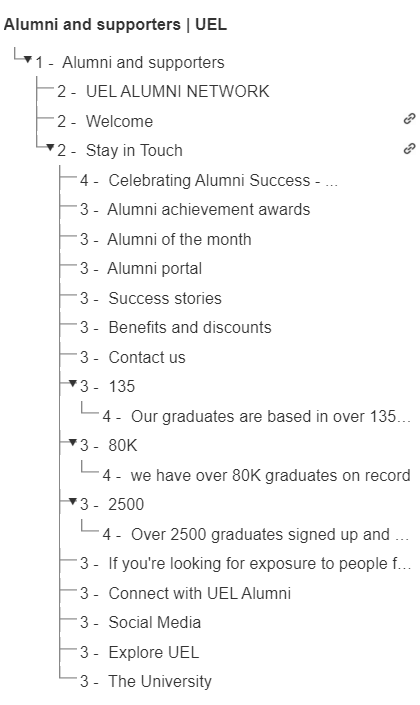 Alumni and supporters | UEL
1 - Alumni and supporters
2 - UEL ALUMNI NETWORK
2 - Welcome
2 - Stay in Touch
4 - Celebrating Alumni Success - ...
3 - Alumni achievement awards
3 - Alumni of the month
3 - Alumni portal
3 - Success stories
3 - Benefits and discounts
3 - Contact us
3 - 135
4 - Our graduates are based in over 135...
3 - 80K
4 - we have over 80K graduates on record
3 - 2500
4 - Over 2500 graduates signed up and ...
3 - If you're looking for exposure to people f...
3 - Connect with UEL Alumni
3 - Social Media
3 - Explore UEL
3 - The University